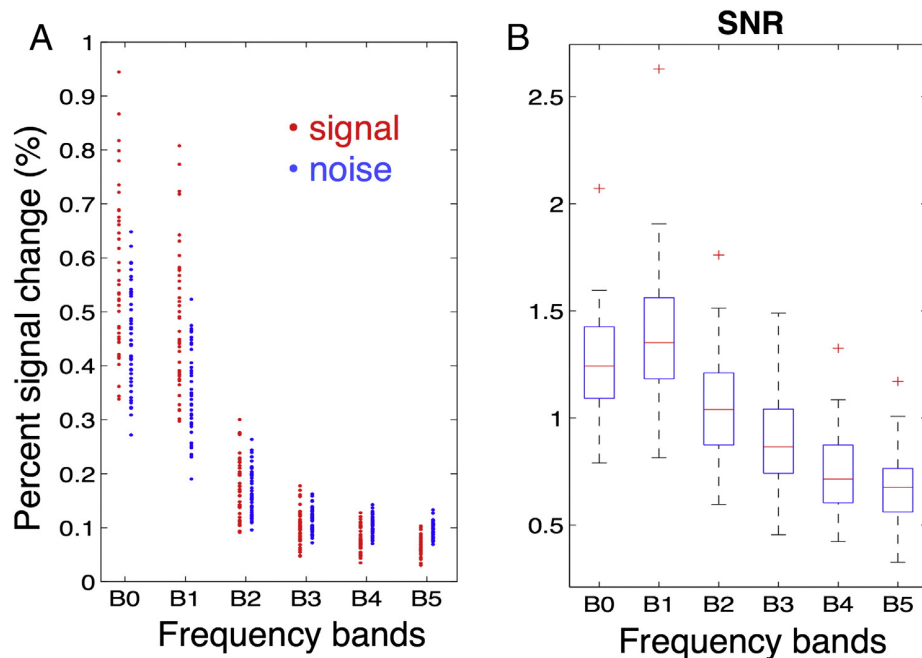 A
Percent signal change (%)
1
0.9
0.8
0.7
0.6
0.5
0.4
0.3
0.2
0.1
0
signal
noise
B0 B1 B2 B3 B4 B5
Frequency bands
B
SNR
2.5
2
1.5
1
0.5
B0 B1 B2 B3 B4 B5
Frequency bands